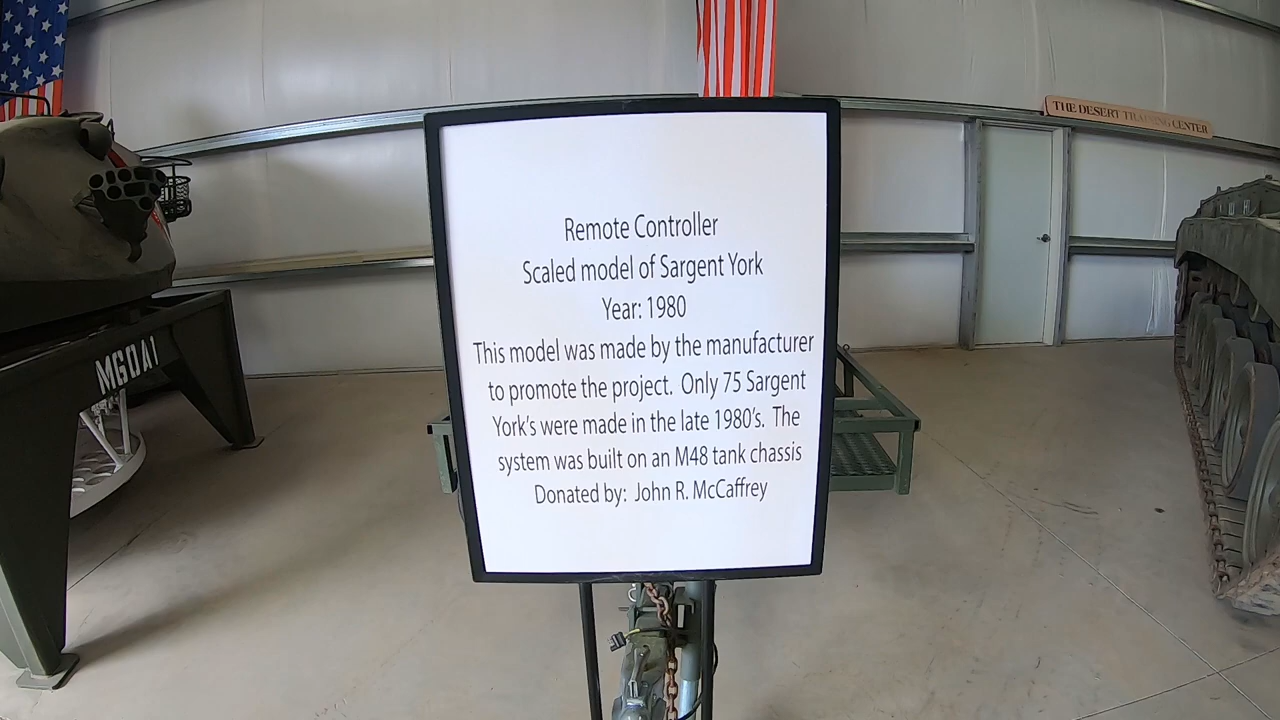 THE DESERT TRAINING CENTER
MGDA1
Remote Controller
Scaled model of Sargent York
Year: 1980
This model was made by the manufacturer
to promote the project. Only 75 Sargent
York's were made in the late 1980's. The
system was built on an M48 tank chassis
Donated by: John R. McCaffrey